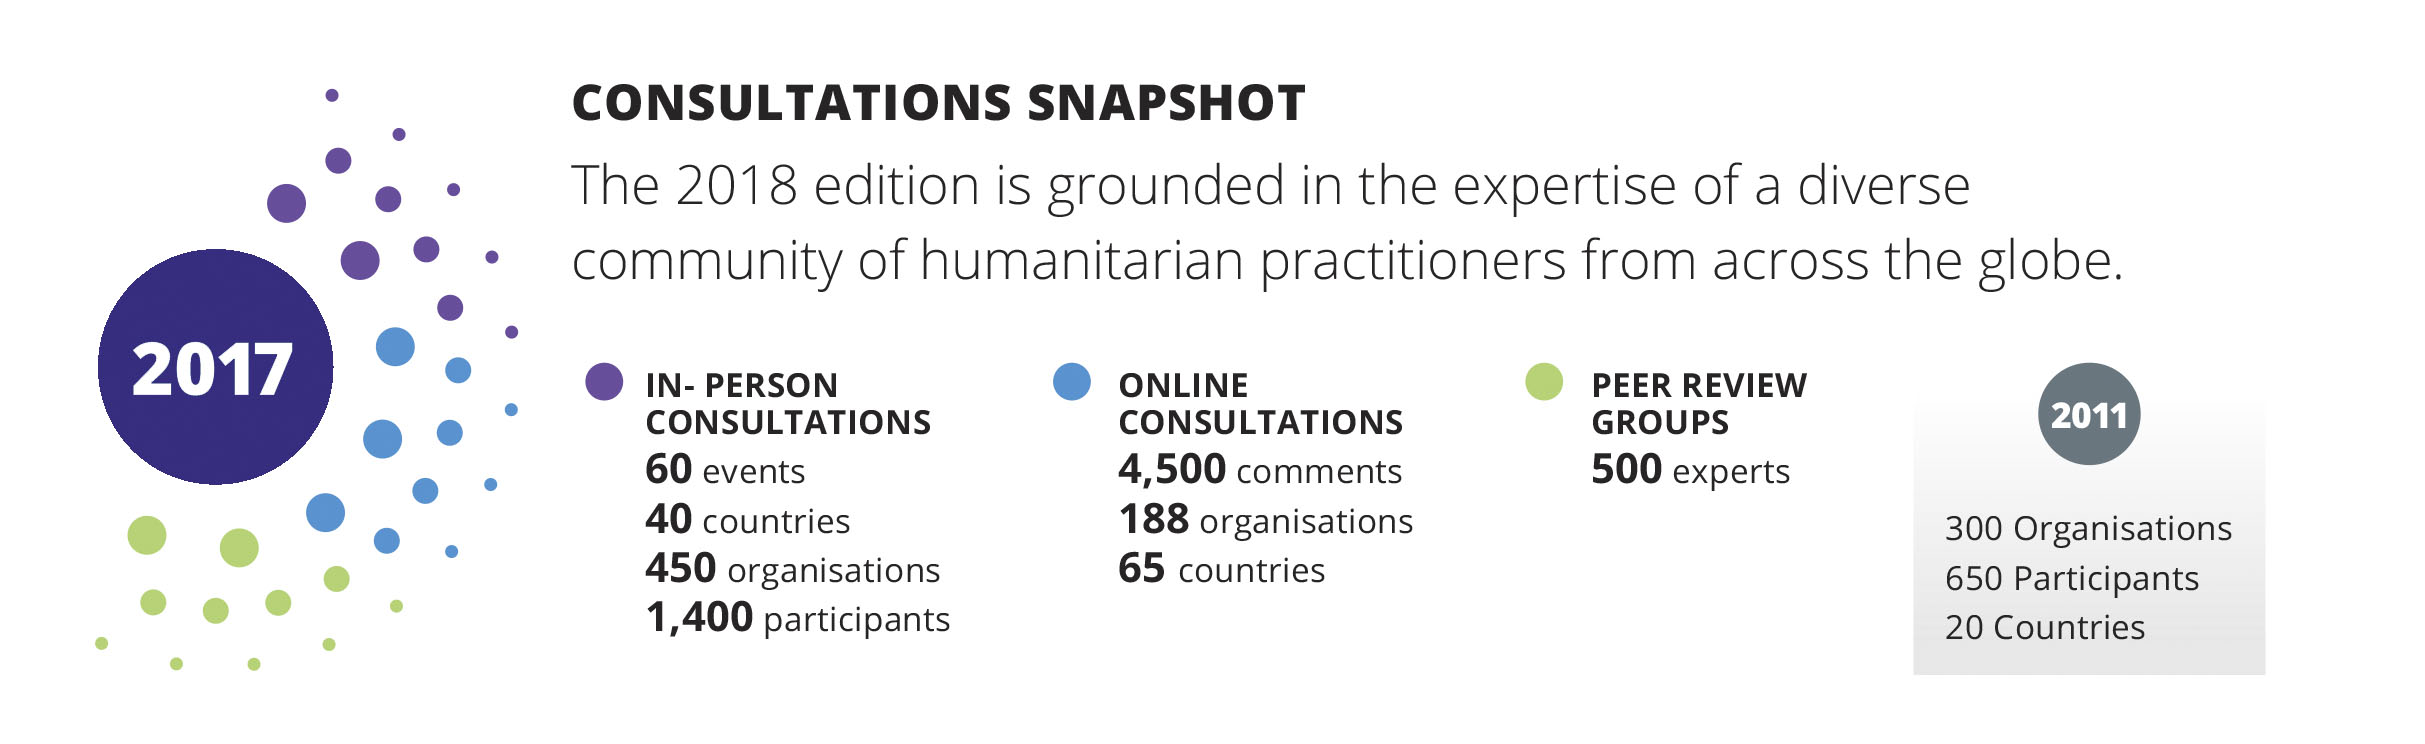 2017
CONSULTATIONS SNAPSHOT
The 2018 edition is grounded in the expertise of a diverse
community of humanitarian practitioners from across the globe.
IN- PERSON
CONSULTATIONS
60 events
40 countries
450 organisations
1,400 participants
ONLINE
CONSULTATIONS
4,500 comments
188 organisations
65 countries
PEER REVIEW
GROUPS
500 experts
2011
300 Organisations
650 Participants
20 Countries